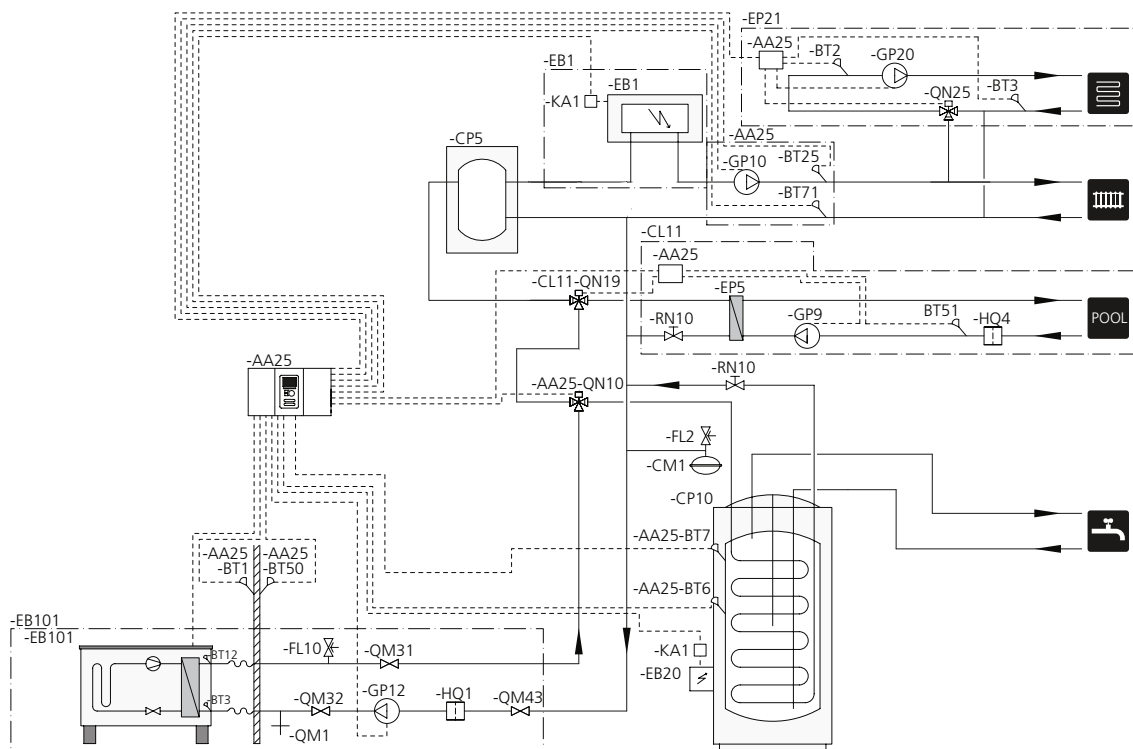 -EP21
-AA25
-BT2
-GP20
-BT3
-QN25
-EB1
-EB1
-KA1
-CP5
-AA25
-GP10
-BT25
-BT71
-CL11
-AA25
-CL11-QN19
-EP5
-RN10
-GP9
BT51
-HQ4
POOL
-AA25
-RN10
-AA25-QN10
-FL2
-CM1
-CP10
-AA25-BT7
-AA25
-BT1
-AA25
-BT50
-AA25-BT6
-EB101
-EB101
-BT12
-FL10
-QM31
-KA1
-EB20
-BT3
-QM32
-GP12
-HQ1
-QM43
-QM1